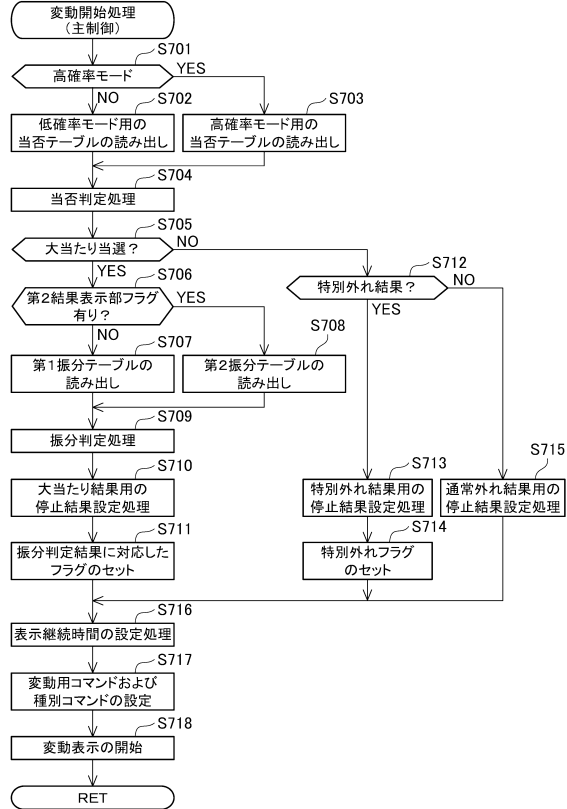 変動開始処理
(主制御)
S701
高確率モード
YES
NO
S702
低確率モード用の
当否テーブルの読み出し
S703
高確率モード用の
当否テーブルの読み出し
S704
当否判定処理
S705
大当たり当選？
NO
YES
S706
第２結果表示部フラグ
有り？
YES
NO
S712
特別外れ結果？
NO
YES
S707
第１振分テーブルの
読み出し
S708
第２振分テーブルの
読み出し
S709
振分判定処理
S710
大当たり結果用の
停止結果設定処理
S713
特別外れ結果用の
停止結果設定処理
S715
通常外れ結果用の
停止結果設定処理
S711
振分判定結果に対応した
フラグのセット
S714
特別外れフラグ
のセット
S716
表示継続時間の設定処理
S717
変動用コマンドおよび
種別コマンドの設定
S718
変動表示の開始
RET